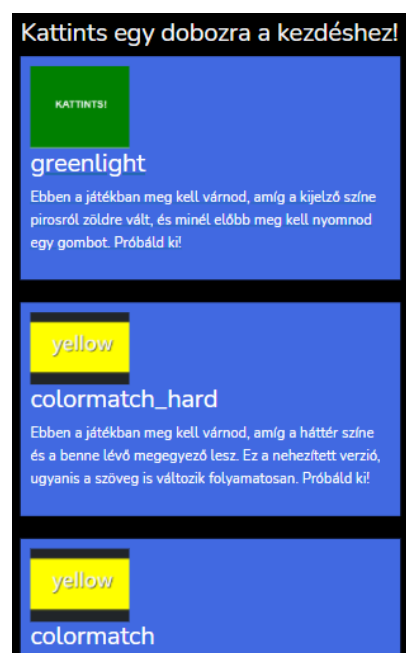 Kattints egy dobozra a kezdéshez!
KATTINTS!
greenlight
Ebben a játékban meg kell várnod, amíg a kijelző színe
pirosról zöldre vált, és minél előbb meg kell nyomnod
egy gombot. Próbáld ki!
yellow
colormatch_hard
Ebben a játékban meg kell várnod, amíg a háttér színe
és a benne lévő megegyező lesz. Ez a nehezített verzió,
ugyanis a szöveg is változik folyamatosan. Próbáld ki!
yellow
colormatch